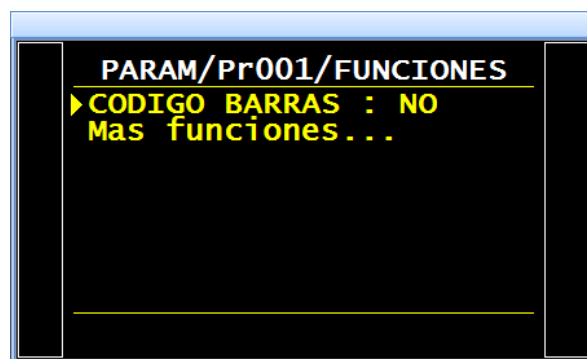 PARAM/Pr001/FUNCIONES
CODIGO BARRAS : NO
Mas funciones...